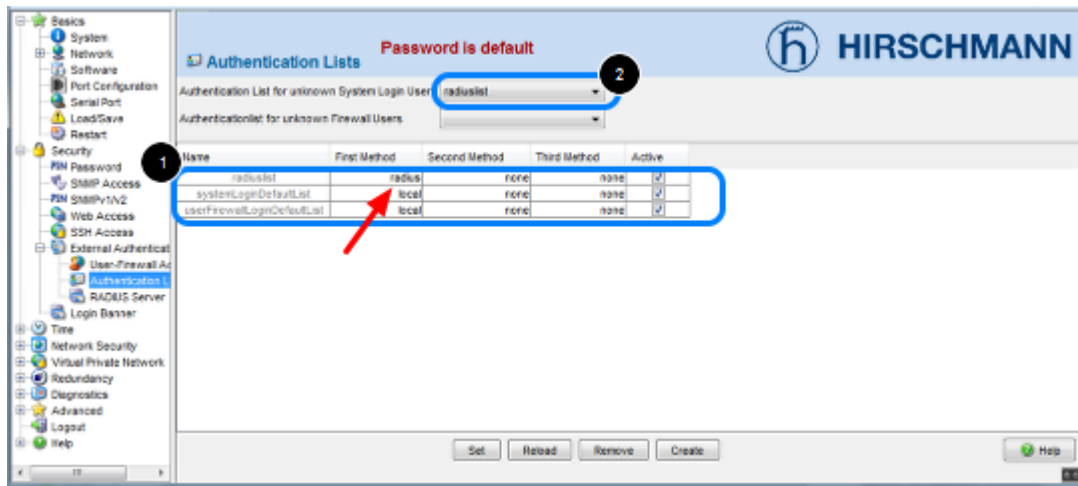 Basics
System
Network
Software
Port Configuration
Serial Port
Load/Save
Restart
Security
Password
SNMP Access
SNMPv1/v2
Web Access
SSH Access
External Authenticat
User-Firewall Ac
Authentication L
RADIUS Server
Login Banner
Time
Network Security
Virtual Private Network
Redundancy
Diagnostics
Advanced
Logout
Help
Authentication Lists
Password is default
HIRSCHMANN
2
Authentication List for unknown System Login User radiuslist
Authenticationlist for unknown Firewall Users
1
Name First Method Second Method Third Method Active
radiuslist radius none none
systemLoginDefaultList local none none
userFirewallLoginDefaultList local none none
Set Reload Remove Create Help